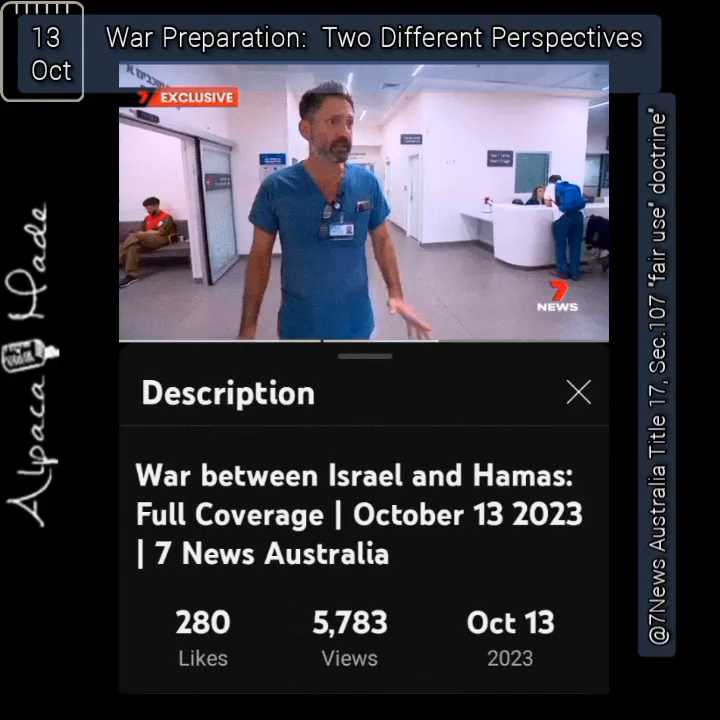 13
Oct
War Preparation: Two Different Perspectives
7 EXCLUSIVE
7
NEWS
Description
War between Israel and Hamas:
Full Coverage | October 13 2023
| 7 News Australia
280
5,783
Oct 13
Likes
Views
2023
Alpaca Made
@7News Australia Title 17, Sec.107 "fair use" doctrine"